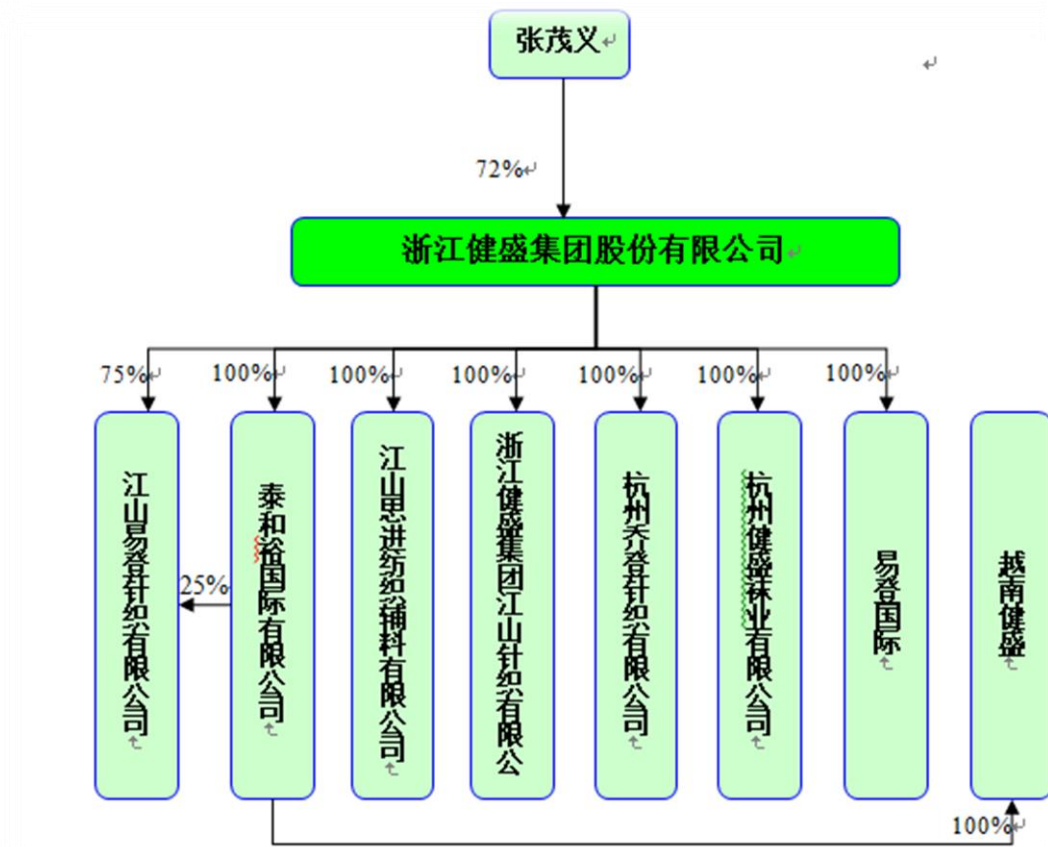 张茂义
72%
浙江健盛集团股份有限公司
75%
100%
100%
100%
100%
100%
100%
江山易登针织有限公司
25%
泰和裕国际有限公司
江山思进纺织辅料有限公司
浙江健盛集团江山针织有限公
杭州乔登针织有限公司
杭州健盛袜业有限公司
易登国际
越南健盛
100%